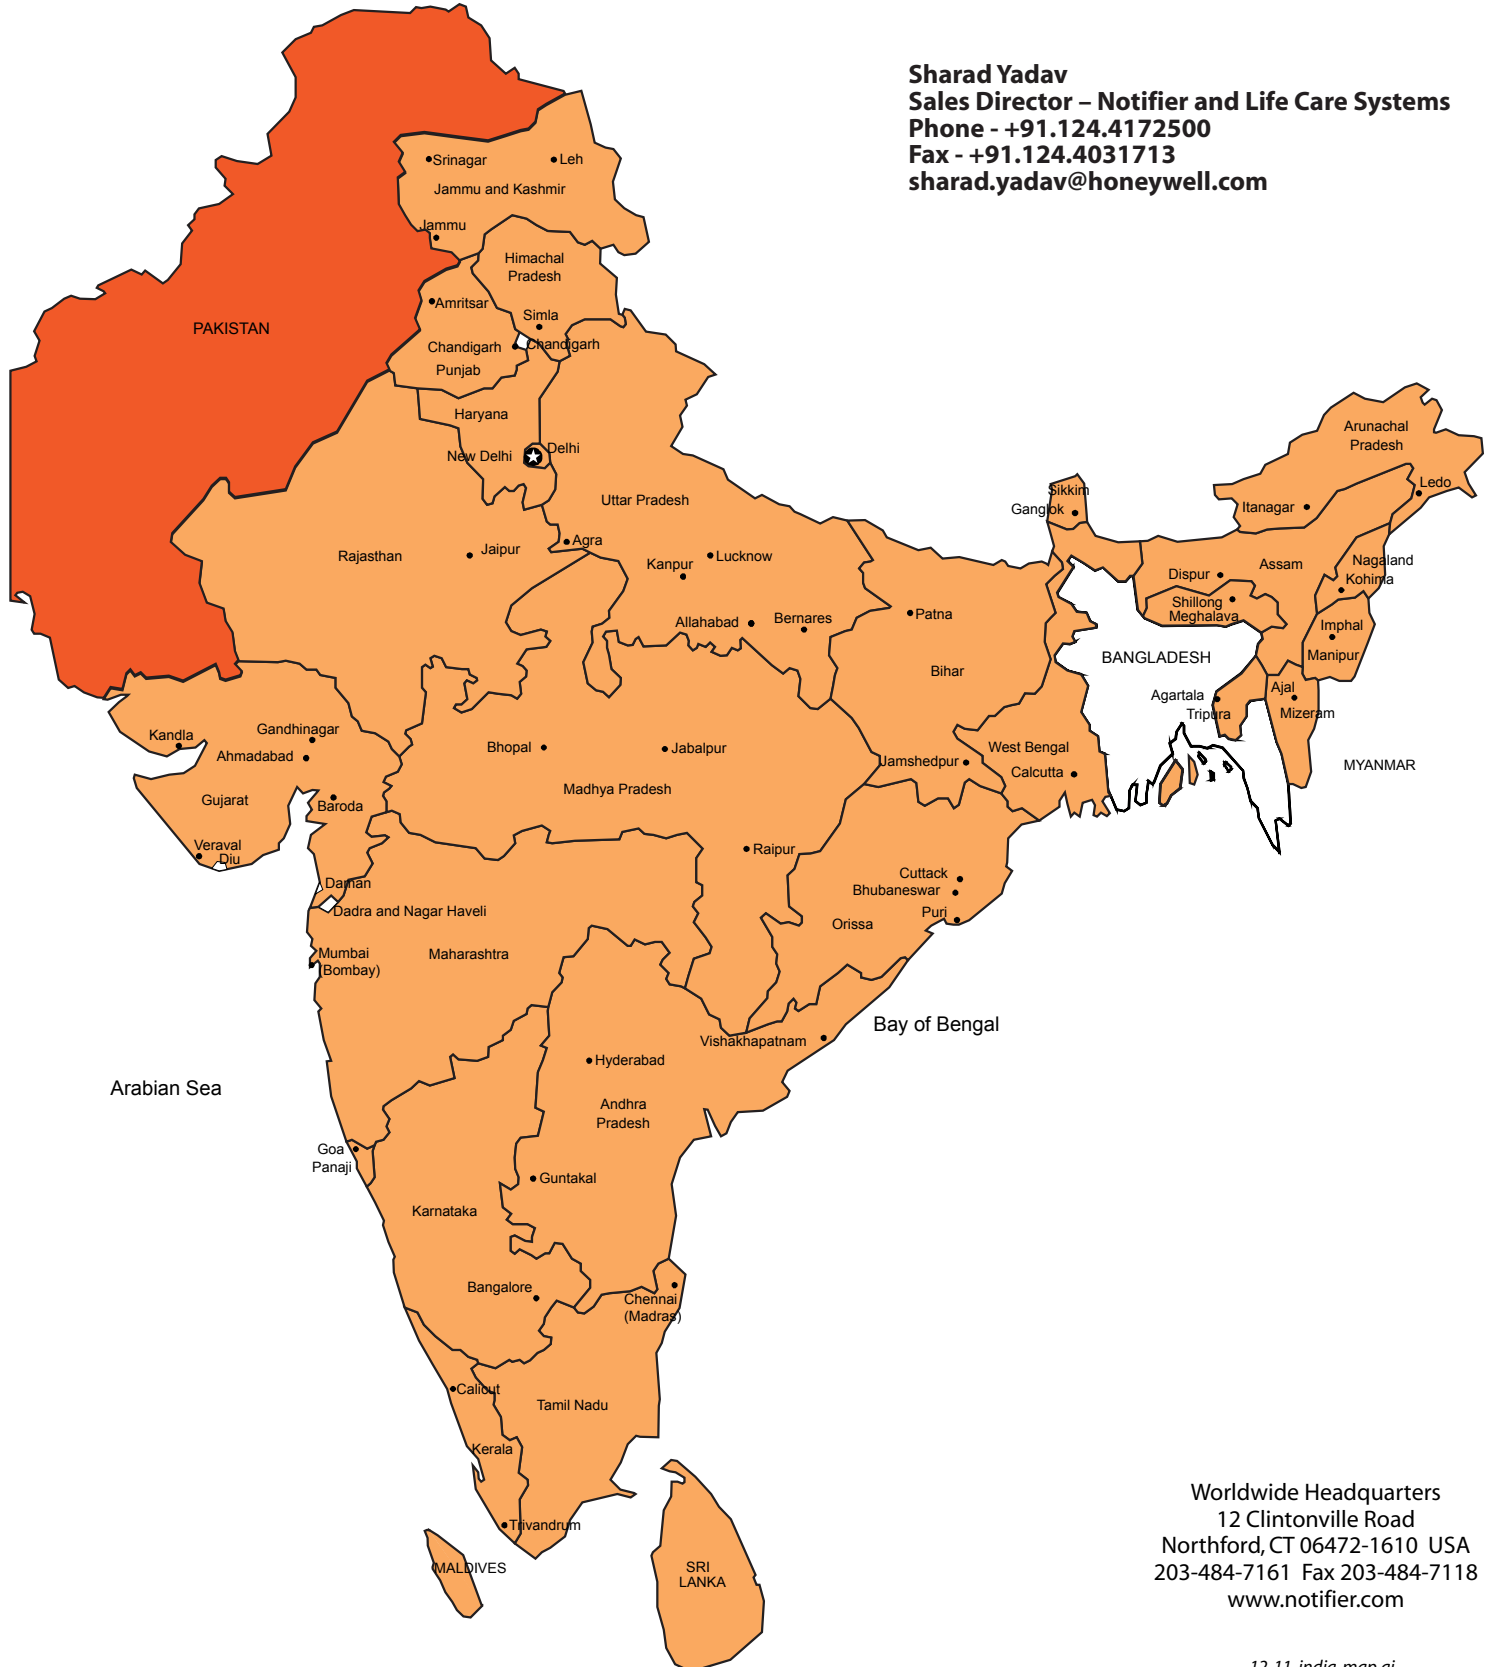 Sharad Yadav
Sales Director – Notifier and Life Care Systems
Phone - +91.124.4172500
Fax - +91.124.4031713
sharad.yadav@honeywell.com
Srinagar
Leh
Jammu and Kashmir
Jammu
Himachal
Pradesh
Amritsar
Simla
PAKISTAN
Chandigarh
Chandigarh
Punjab
Haryana
New Delhi
Delhi
Arunachal
Pradesh
Sikkim
Ganglok
Itanagar
Ledo
Uttar Pradesh
Rajasthan
Jaipur
Agra
Lucknow
Kanpur
Assam
Nagaland
Dispur
Kohima
Shillong
Meghalava
Allahabad
Bernares
Patna
Imphal
Manipur
BANGLADESH
Bihar
Agartala
Tripura
Ajal
Mizeram
Kandla
Gandhinagar
Ahmadabad
Bhopal
Jabalpur
West Bengal
Jamshedpur
Calcutta
MYANMAR
Madhya Pradesh
Gujarat
Baroda
Veraval
Diu
Raipur
Daman
Cuttack
Bhubaneswar
Dadra and Nagar Haveli
Puri
Orissa
Mumbai
(Bombay)
Maharashtra
Bay of Bengal
Vishakhapatnam
Hyderabad
Arabian Sea
Andhra
Pradesh
Goa
Panaji
Guntakal
Karnataka
Bangalore
Chennai
(Madras)
Calicut
Tamil Nadu
Kerala
Trivandrum
MALDIVES
SRI
LANKA
Worldwide Headquarters
12 Clintonville Road
Northford, CT 06472-1610 USA
203-484-7161 Fax 203-484-7118
www.notifier.com